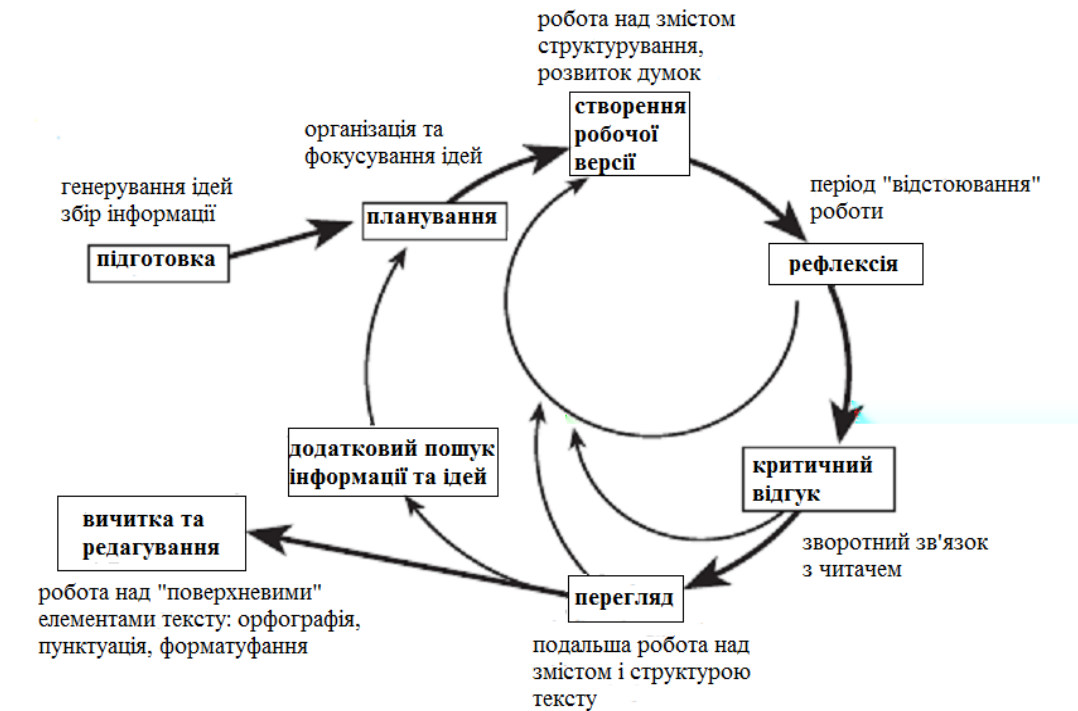 робота над змістом
структурування,
розвиток думок
створення
робочої
версії
організація та
фокусування ідей
планування
генерування ідей
збір інформації
підготовка
період "відстоювання"
роботи
рефлексія
критичний
відгук
зворотний зв'язок
з читачем
перегляд
подальша робота над
змістом і структурою
тексту
додатковий пошук
інформації та ідей
вичитка та
редагування
робота над "поверхневими"
елементами тексту: орфографія,
пунктуація, форматуфання